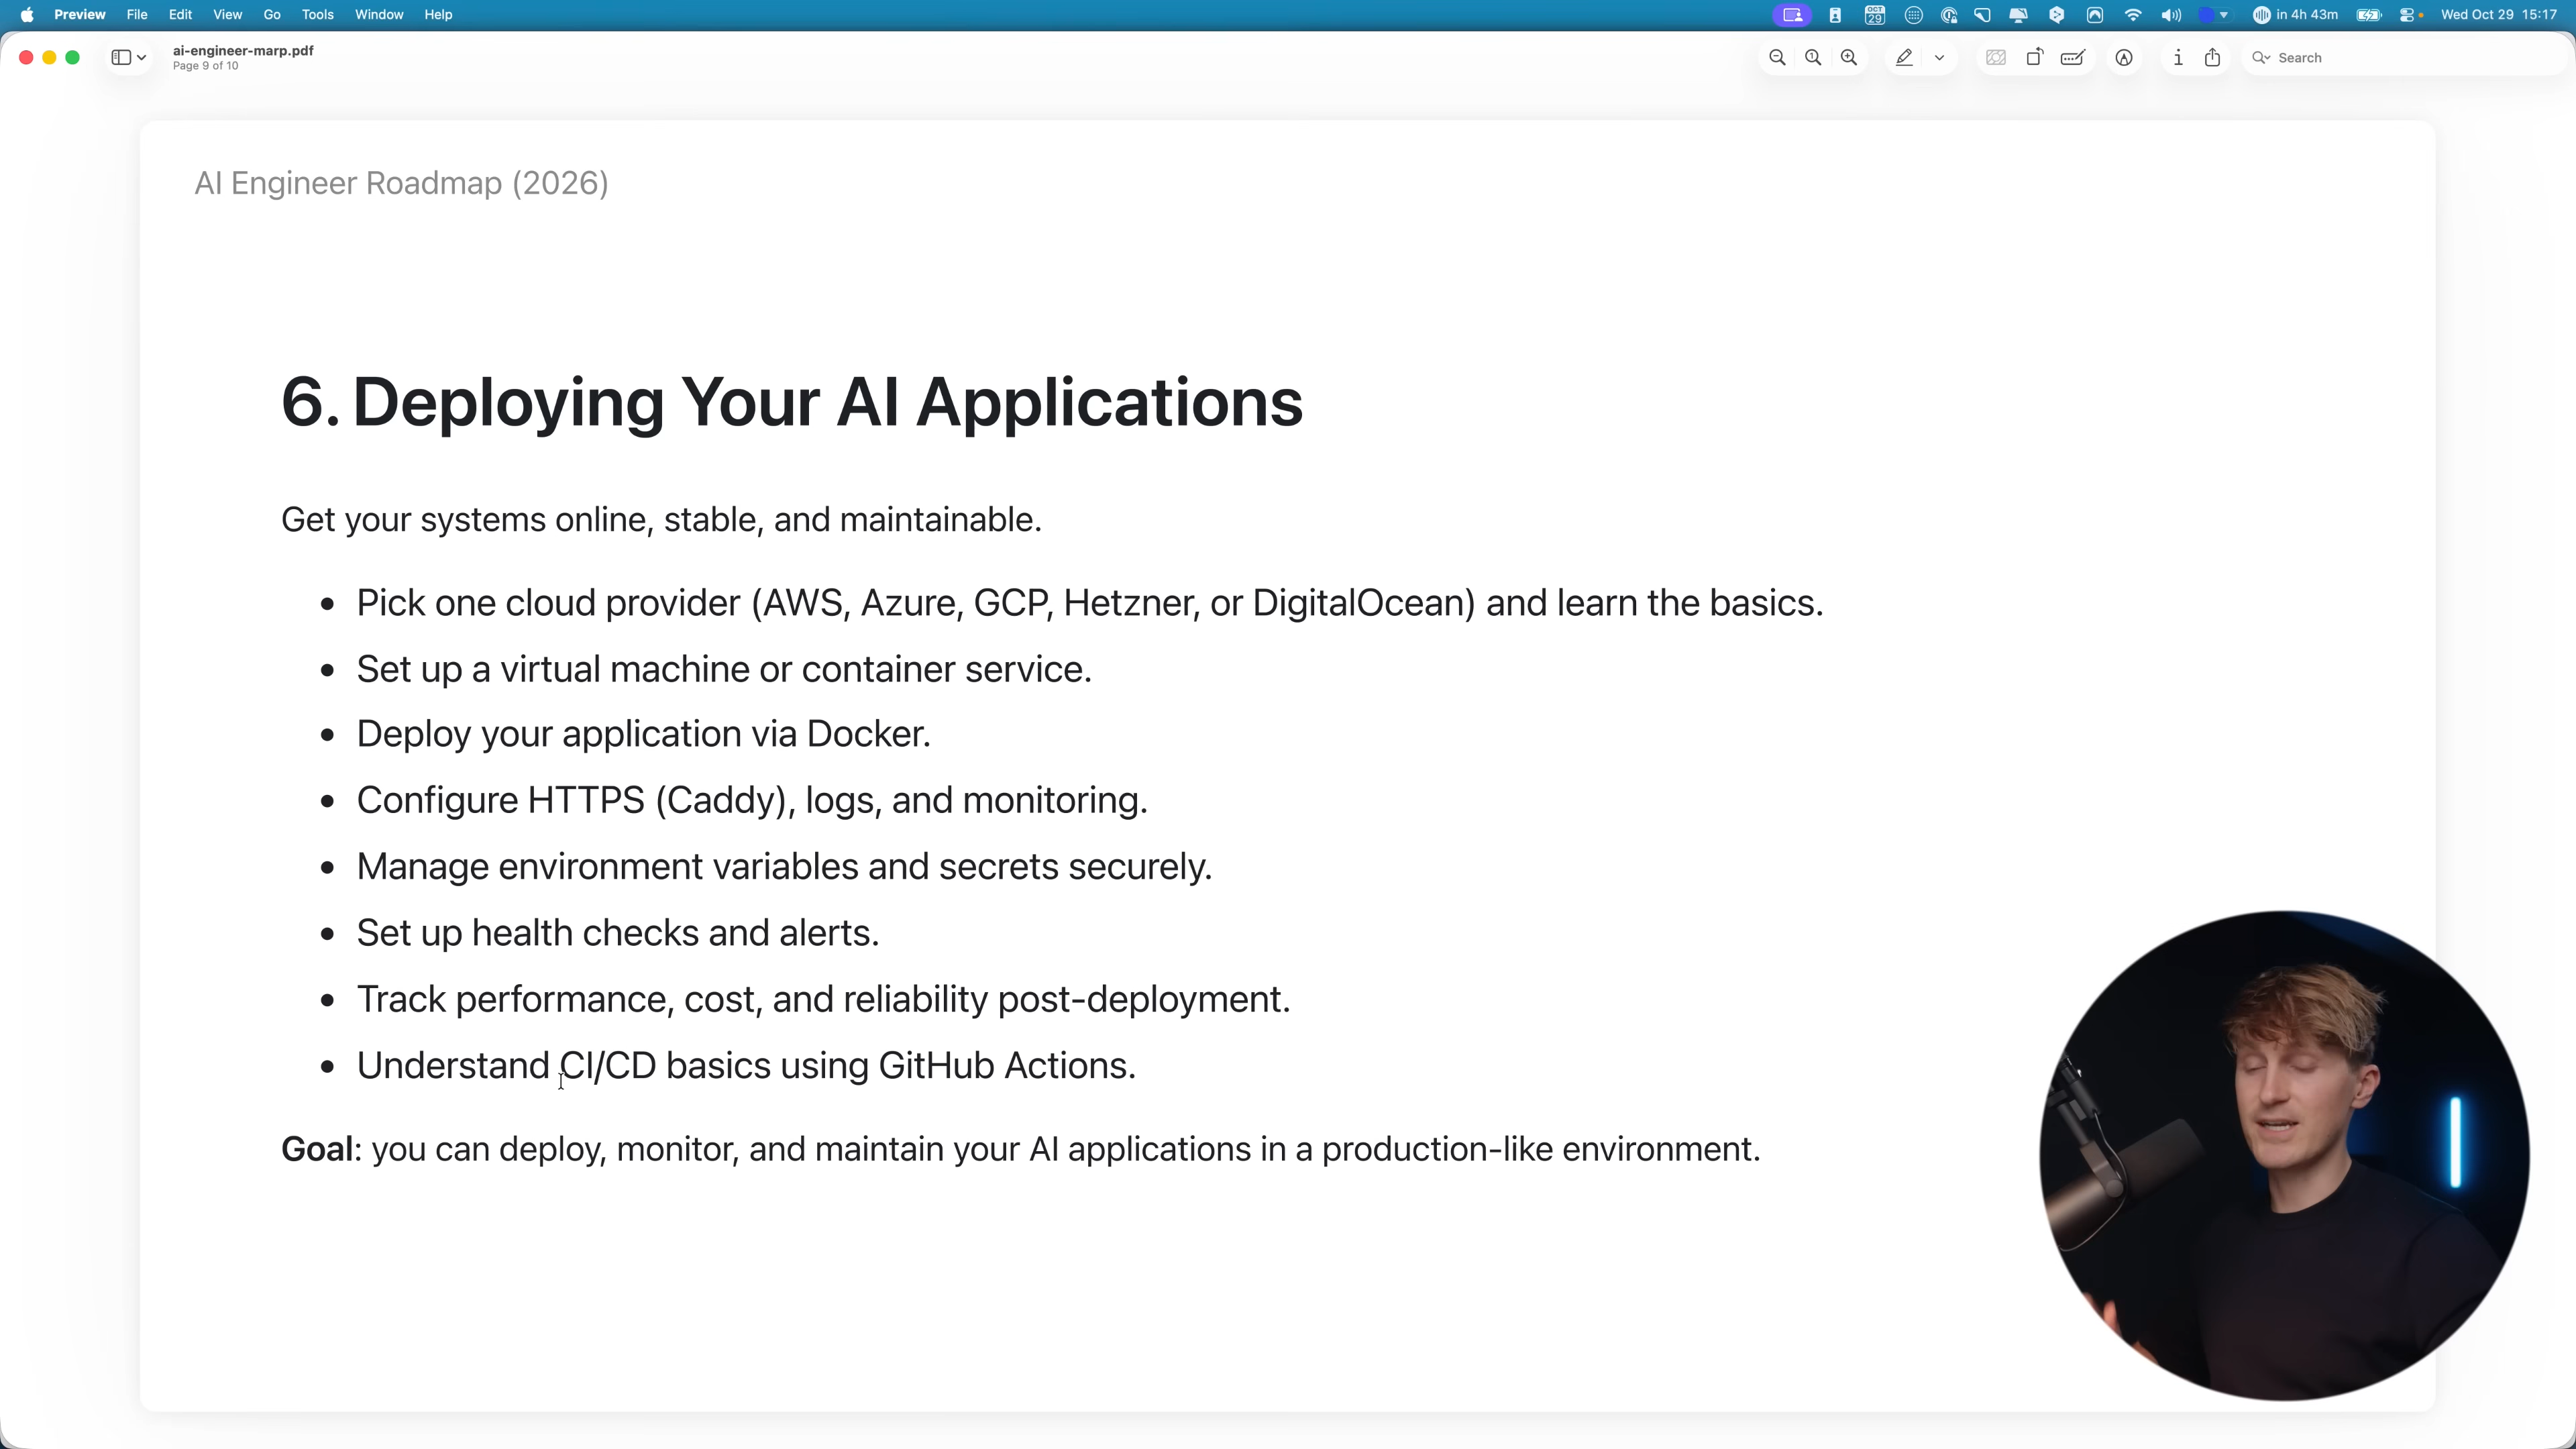 Preview File Edit View Go Tools Window Help
OCT
29
in 4h 43m
Wed Oct 29 15:17
ai-engineer-marp.pdf
Page 9 of 10
Search
AI Engineer Roadmap (2026)
6. Deploying Your AI Applications
Get your systems online, stable, and maintainable.
• Pick one cloud provider (AWS, Azure, GCP, Hetzner, or DigitalOcean) and learn the basics.
• Set up a virtual machine or container service.
• Deploy your application via Docker.
• Configure HTTPS (Caddy), logs, and monitoring.
• Manage environment variables and secrets securely.
• Set up health checks and alerts.
• Track performance, cost, and reliability post-deployment.
• Understand CI/CD basics using GitHub Actions.
Goal: you can deploy, monitor, and maintain your AI applications in a production-like environment.